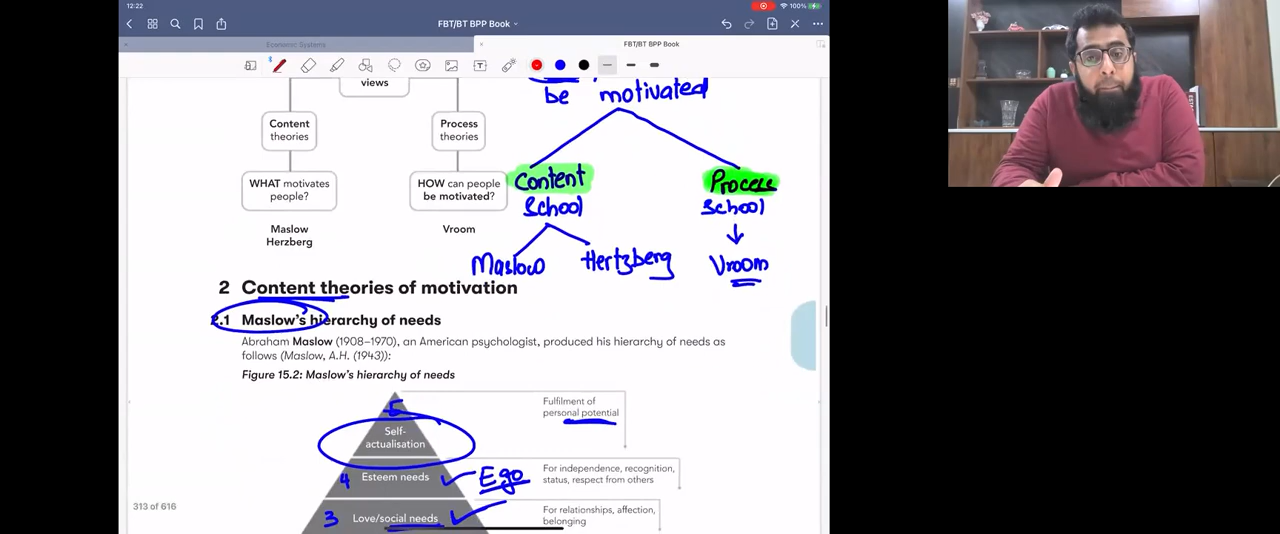 12:22
100%
FBT/BT BPP Book
Economic Systems
FBT/BT BPP Book
views
be motivated
Content theories
Process theories
Content School
Process School
WHAT motivates people?
HOW can people be motivated?
Maslow
Herzberg
Vroom
Maslow
Hertzberg
Vroom
2 Content theories of motivation
2.1 Maslow's hierarchy of needs
Abraham Maslow (1908–1970), an American psychologist, produced his hierarchy of needs as
follows (Maslow, A.H. (1943)):
Figure 15.2: Maslow's hierarchy of needs
5
Fulfilment of
personal potential
Self-
actualisation
4 Esteem needs
Ego
For independence, recognition,
status, respect from others
3 Love/social needs
For relationships, affection,
belonging
313 of 616